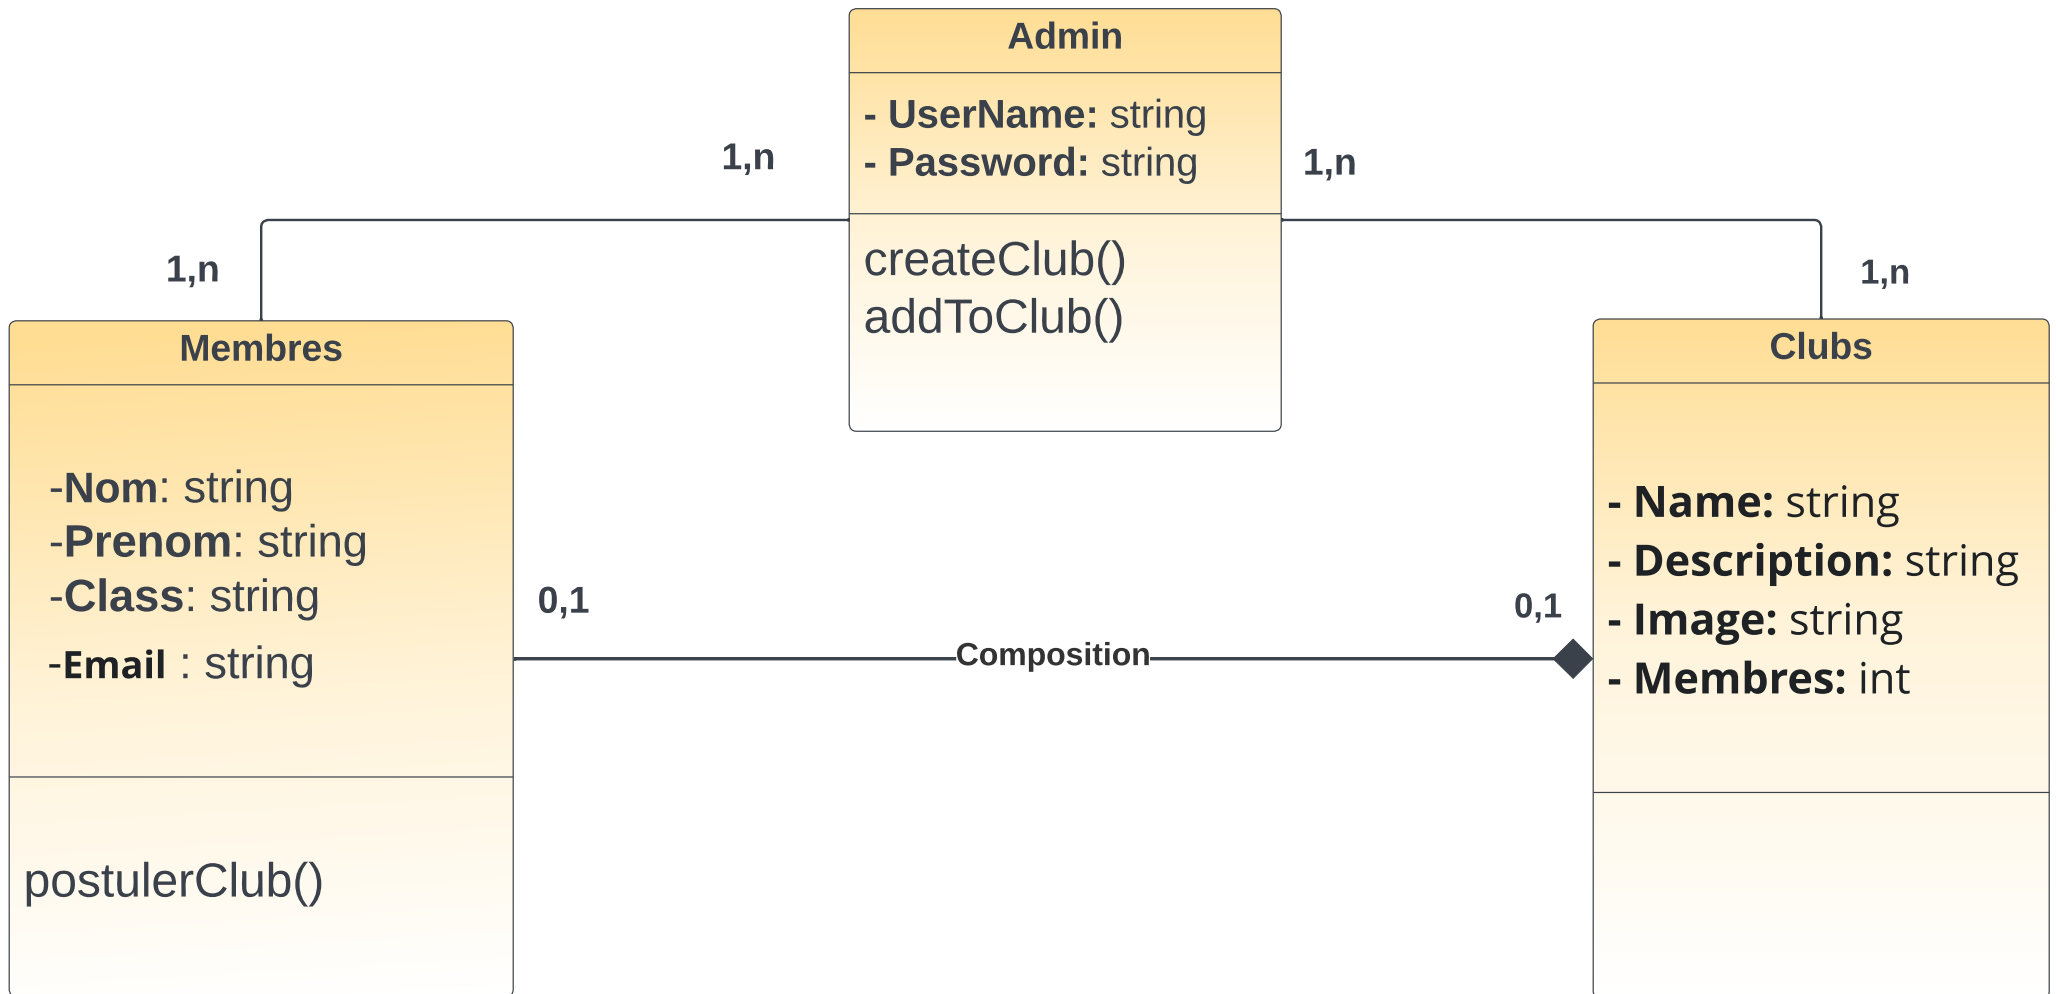 Admin
- UserName: string
- Password: string
createClub()
addToClub()
1,n
1,n
1,n
1,n
Membres
-Nom: string
-Prenom: string
-Class: string
-Email : string
postulerClub()
0,1
Composition
0,1
Clubs
- Name: string
- Description: string
- Image: string
- Membres: int